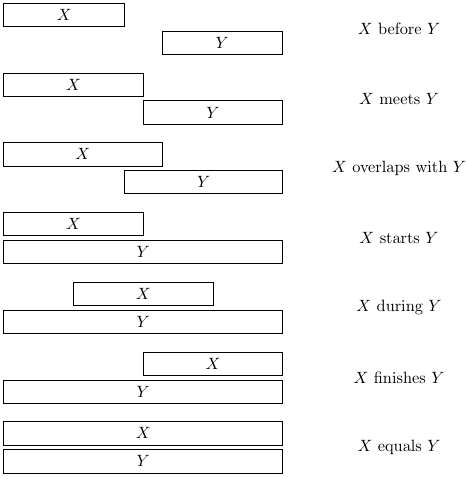 X
Y
X before Y
X
Y
X meets Y
X
Y
X overlaps with Y
X
Y
X starts Y
X
Y
X during Y
X
Y
X finishes Y
X
Y
X equals Y